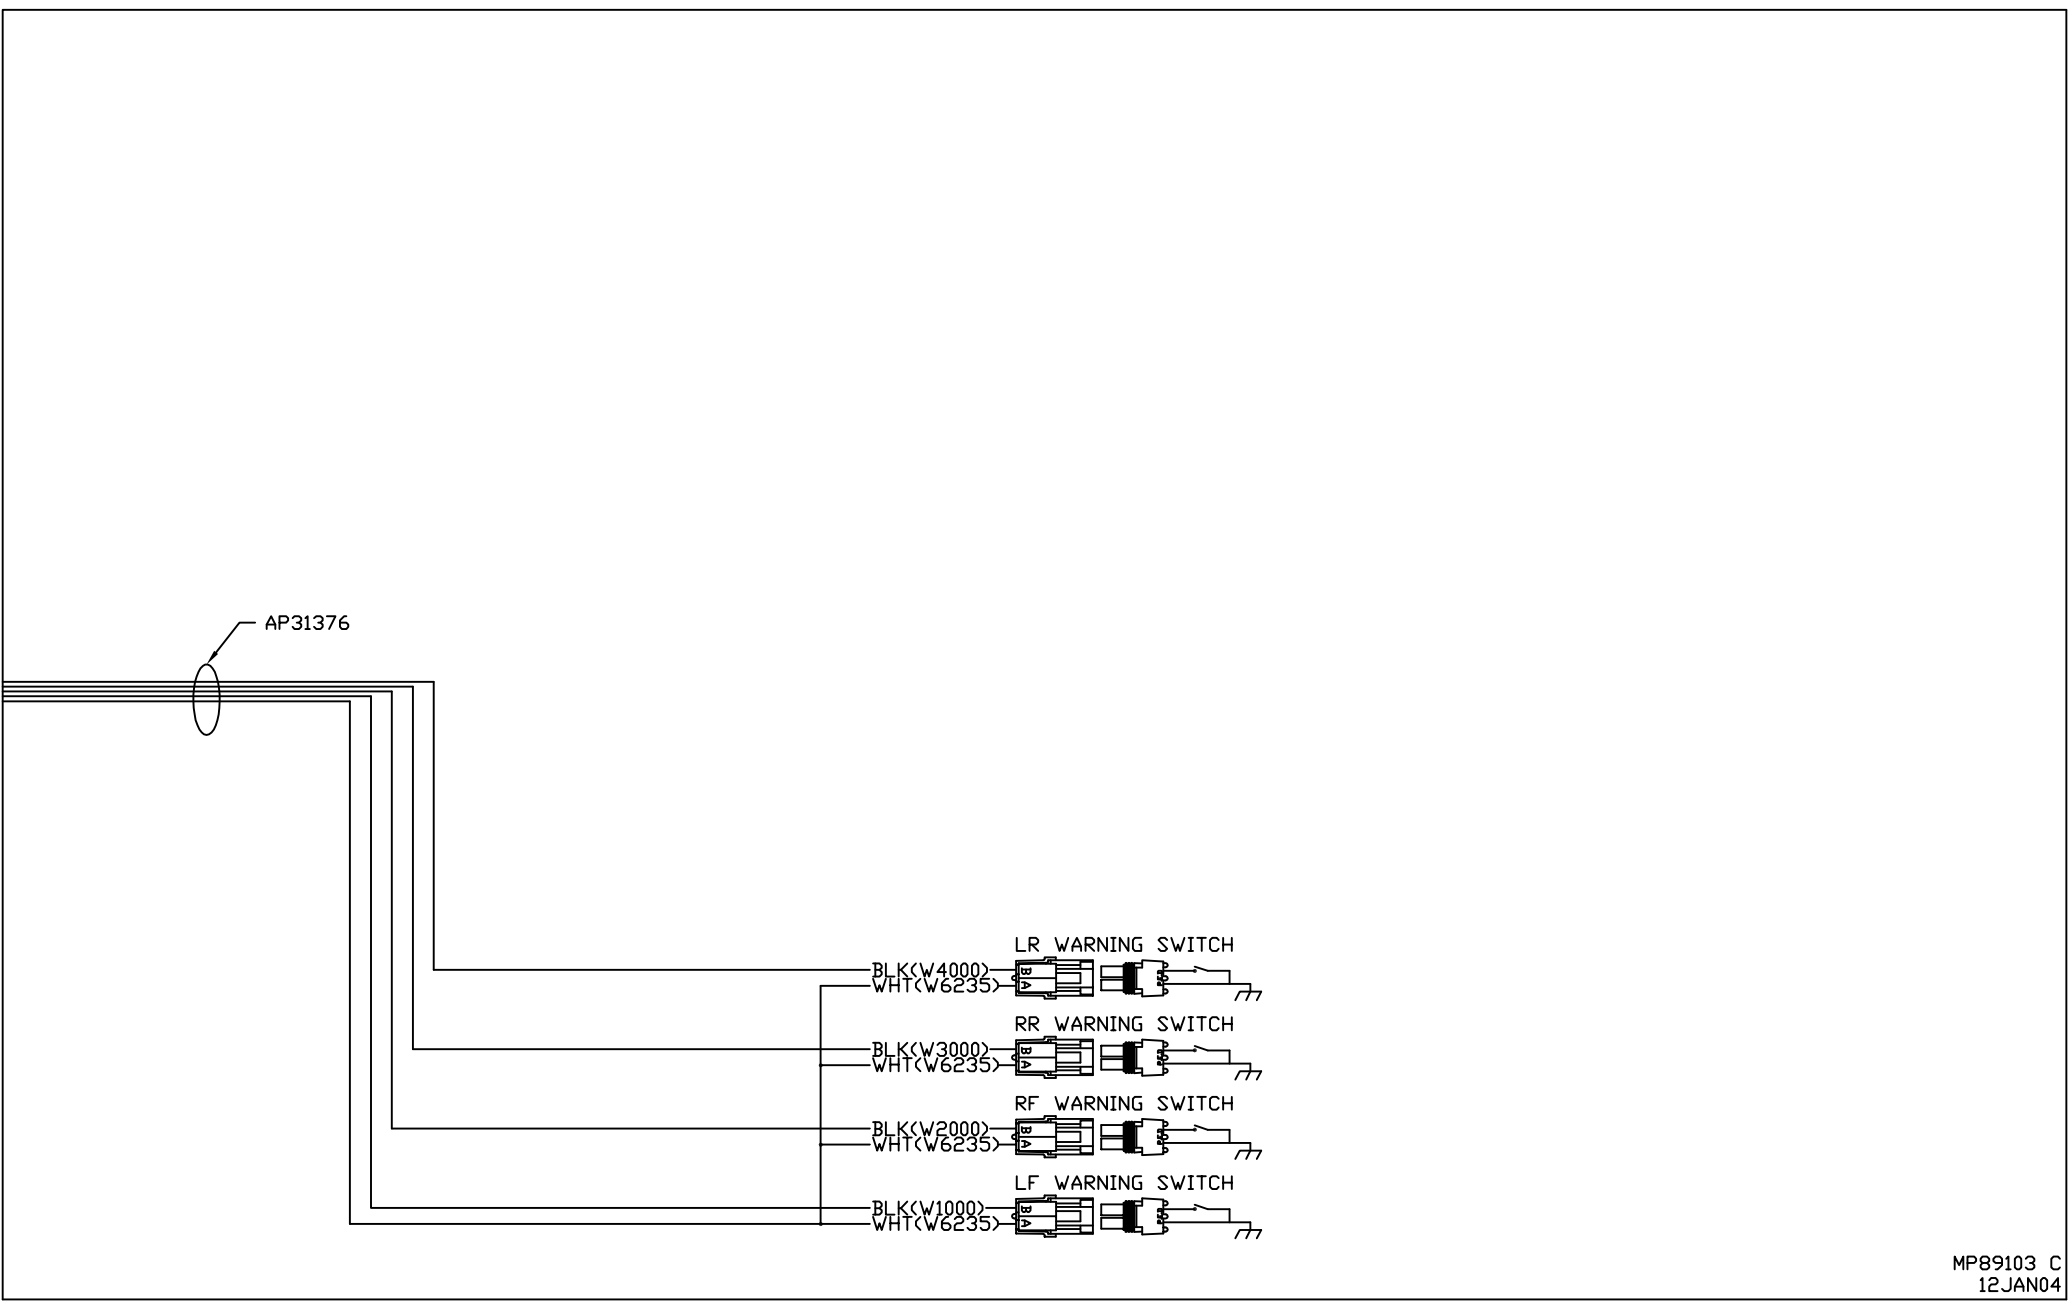 AP31376
LR WARNING SWITCH
BLK(W4000)
WHT(W6235)
B
A
RR WARNING SWITCH
BLK(W3000)
WHT(W6235)
B
A
RF WARNING SWITCH
BLK(W2000)
WHT(W6235)
B
A
LF WARNING SWITCH
BLK(W1000)
WHT(W6235)
B
A
MP89103 C
12JAN04